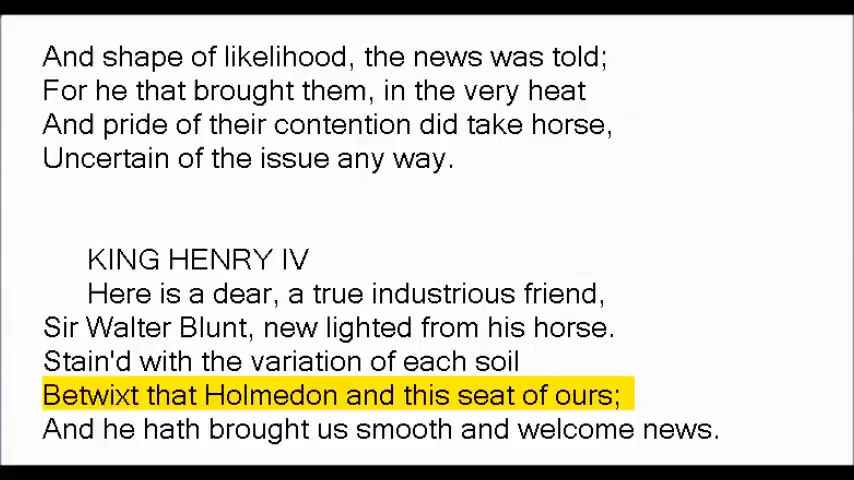 And shape of likelihood, the news was told;
For he that brought them, in the very heat
And pride of their contention did take horse,
Uncertain of the issue any way.
KING HENRY IV
Here is a dear, a true industrious friend,
Sir Walter Blunt, new lighted from his horse.
Stain'd with the variation of each soil
Betwixt that Holmedon and this seat of ours;
And he hath brought us smooth and welcome news.